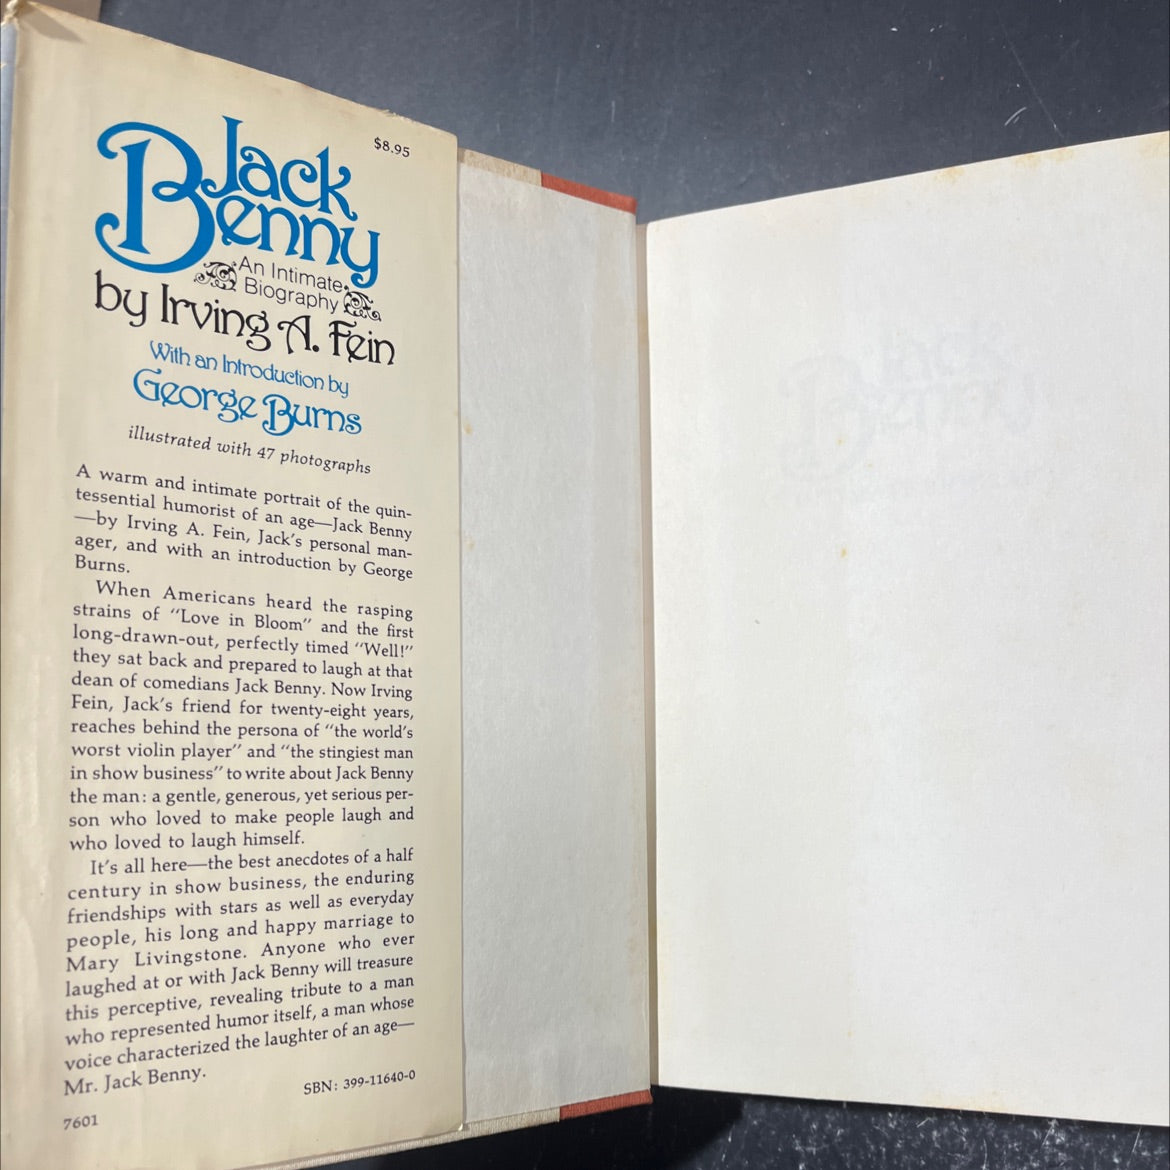 $8.95
Jack
Benny
An Intimate
Biography
by Irving A. Fein
With an Introduction by
George Burns
illustrated with 47 photographs
A warm and intimate portrait of the quin-
tessential humorist of an age—Jack Benny
—by Irving A. Fein, Jack's personal man-
ager, and with an introduction by George
Burns.
When Americans heard the rasping
strains of "Love in Bloom" and the first
long-drawn-out, perfectly timed "Well!"
they sat back and prepared to laugh at that
dean of comedians Jack Benny. Now Irving
Fein, Jack's friend for twenty-eight years,
reaches behind the persona of "the world's
worst violin player" and "the stingiest man
in show business" to write about Jack Benny
the man: a gentle, generous, yet serious per-
son who loved to make people laugh and
who loved to laugh himself.
It's all here—the best anecdotes of a half
century in show business, the enduring
friendships with stars as well as everyday
people, his long and happy marriage to
Mary Livingstone. Anyone who ever
laughed at or with Jack Benny will treasure
this perceptive, revealing tribute to a man
who represented humor itself, a man whose
voice characterized the laughter of an age—
Mr. Jack Benny.
SBN: 399-11640-0
7601
Jack
Benny